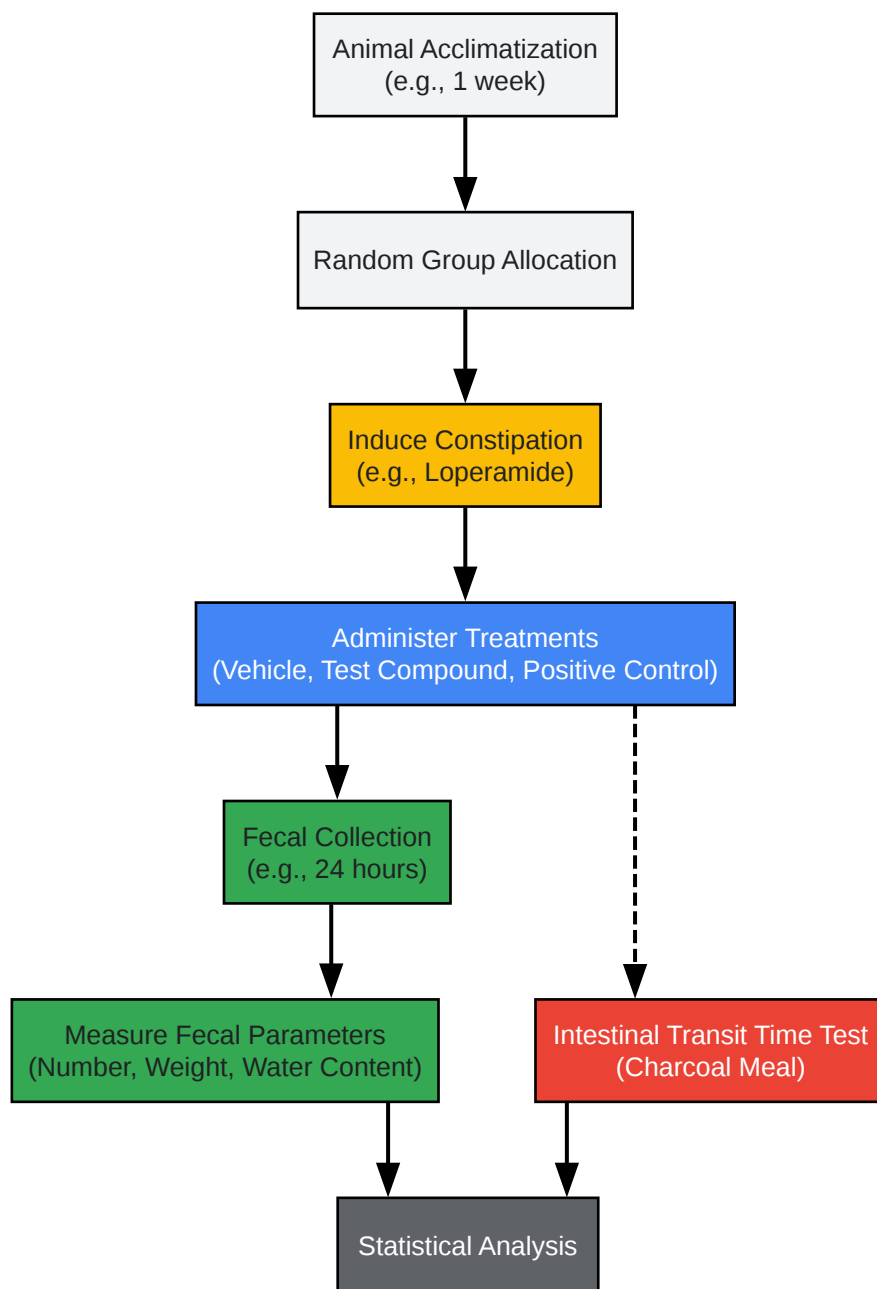 Animal Acclimatization
(e.g., 1 week)
Random Group Allocation
Induce Constipation
(e.g., Loperamide)
Administer Treatments
(Vehicle, Test Compound, Positive Control)
Fecal Collection
(e.g., 24 hours)
Measure Fecal Parameters
(Number, Weight, Water Content)
Intestinal Transit Time Test
(Charcoal Meal)
Statistical Analysis